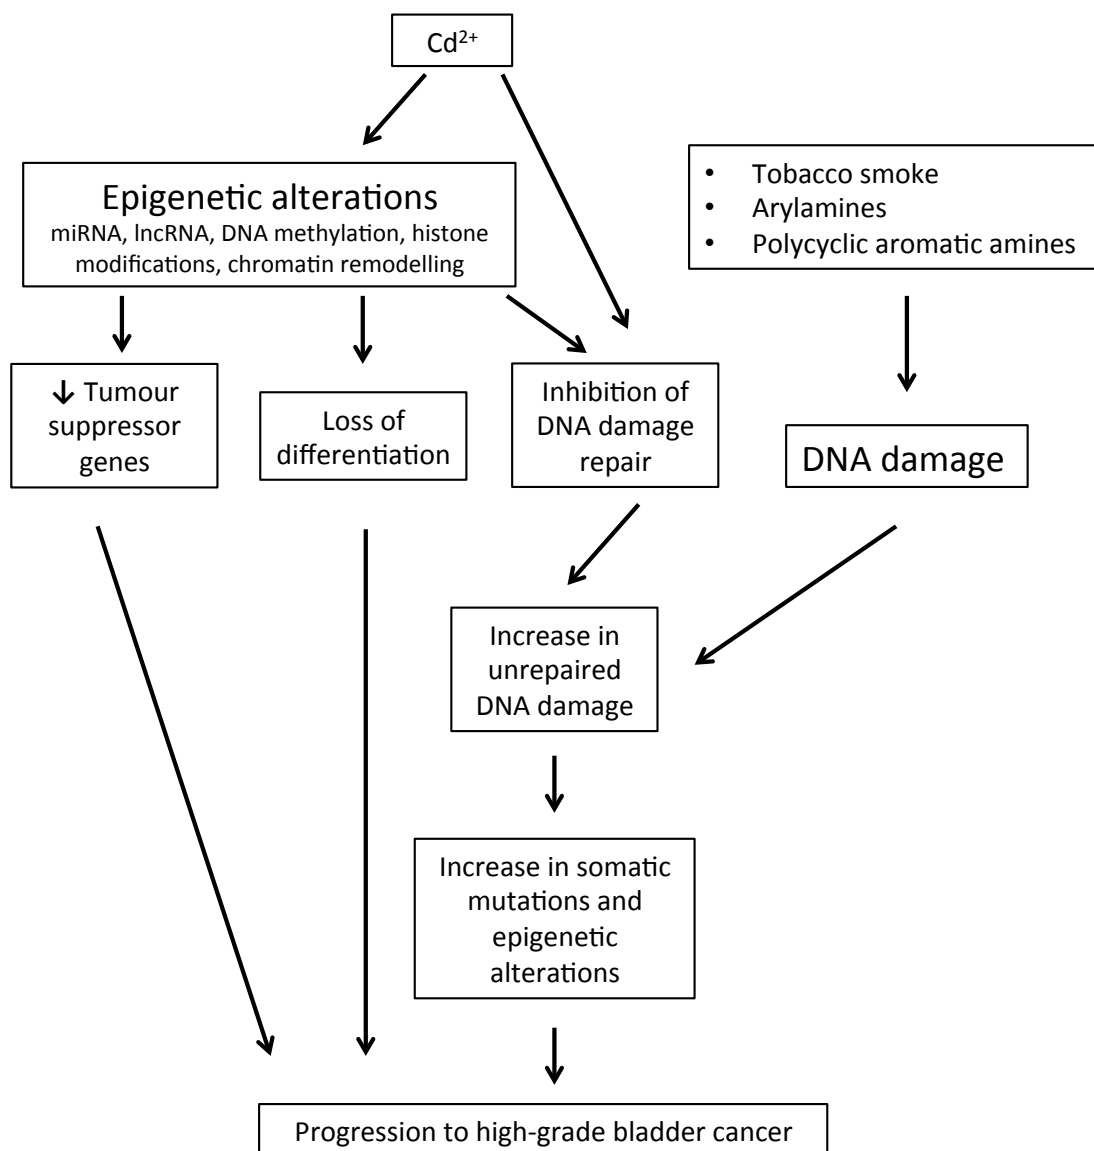 Cd²⁺
Epigenetic alterations
miRNA, lncRNA, DNA methylation, histone
modifications, chromatin remodelling
• Tobacco smoke
• Arylamines
• Polycyclic aromatic amines
↓ Tumour
suppressor
genes
Loss of
differentiation
Inhibition of
DNA damage
repair
DNA damage
Increase in
unrepaired
DNA damage
Increase in somatic
mutations and
epigenetic
alterations
Progression to high-grade bladder cancer